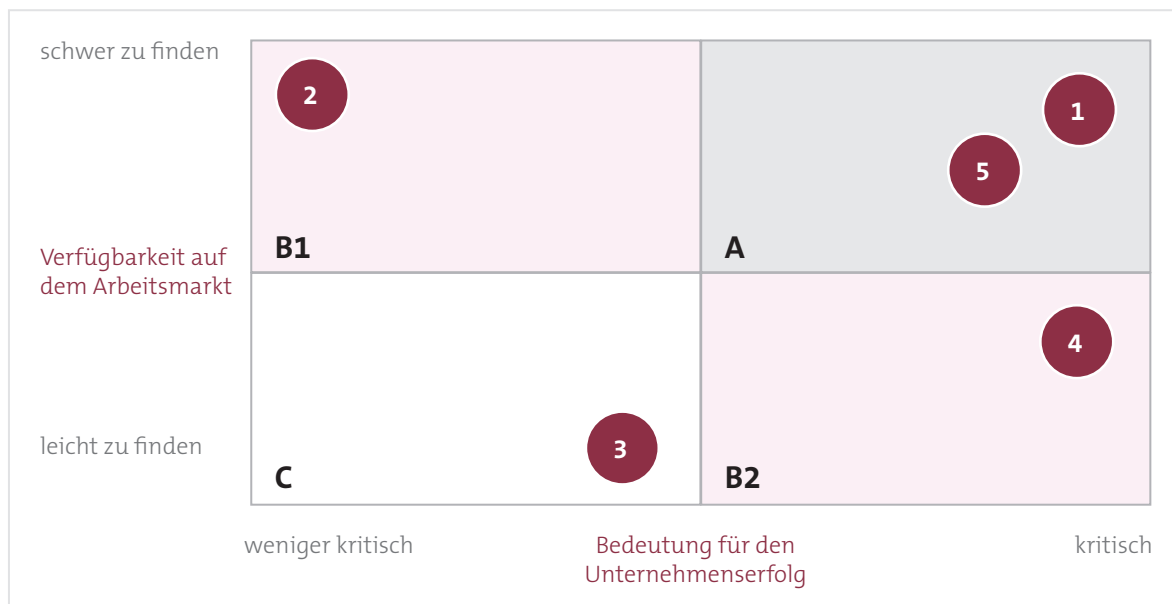 schwer zu finden
2
1
5
B1
A
Verfügbarkeit auf
dem Arbeitsmarkt
4
leicht zu finden
3
C
B2
weniger kritisch
Bedeutung für den
Unternehmenserfolg
kritisch